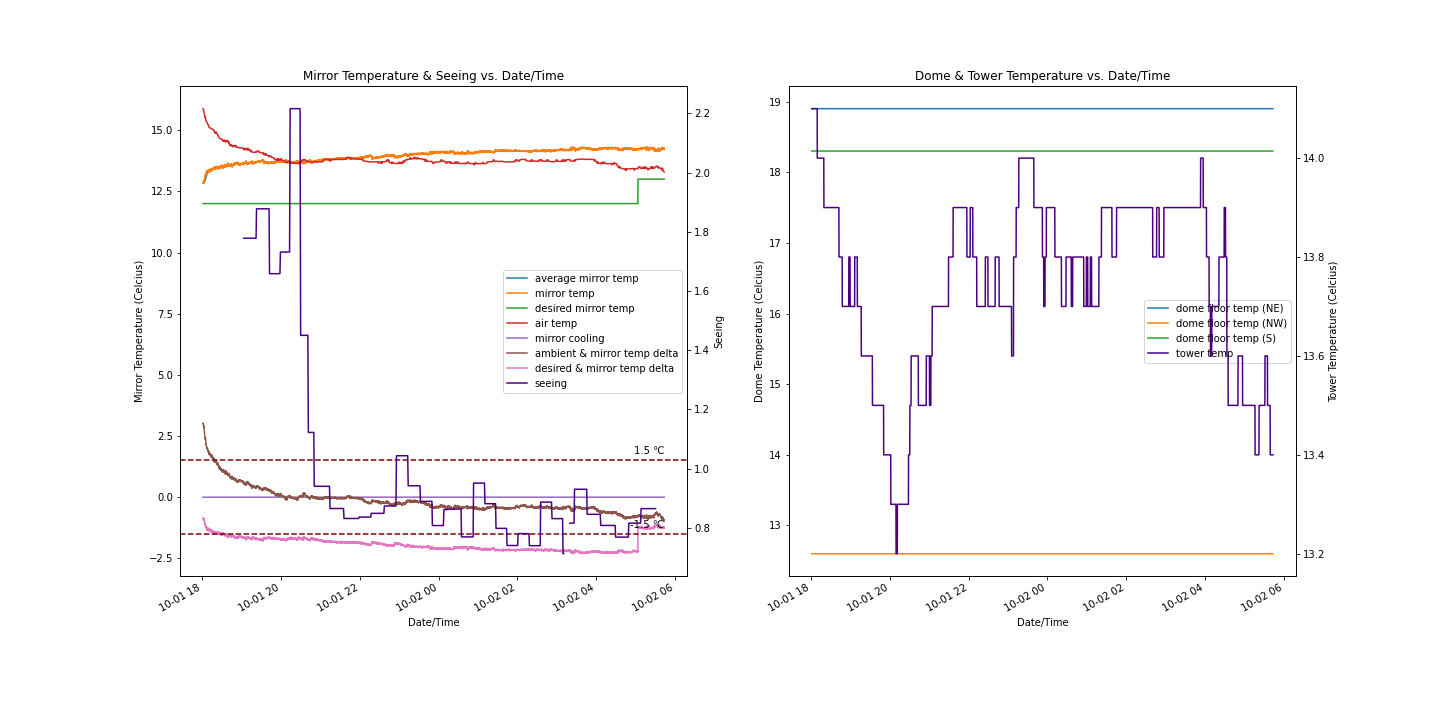 Mirror Temperature & Seeing vs. Date/Time
15.0
12.5
10.0
7.5
5.0
2.5
0.0
−2.5
Mirror Temperature (Celcius)
2.2
2.0
1.8
1.6
1.4
1.2
1.0
0.8
Seeing
average mirror temp
mirror temp
desired mirror temp
air temp
mirror cooling
ambient & mirror temp delta
desired & mirror temp delta
seeing
1.5 °C
-1.5 °C
10-01 18
10-01 20
10-01 22
10-02 00
10-02 02
10-02 04
10-02 06
Date/Time
Dome & Tower Temperature vs. Date/Time
19
18
17
16
15
14
13
Dome Temperature (Celcius)
14.0
13.8
13.6
13.4
13.2
Tower Temperature (Celcius)
dome floor temp (NE)
dome floor temp (NW)
dome floor temp (S)
tower temp
10-01 18
10-01 20
10-01 22
10-02 00
10-02 02
10-02 04
10-02 06
Date/Time